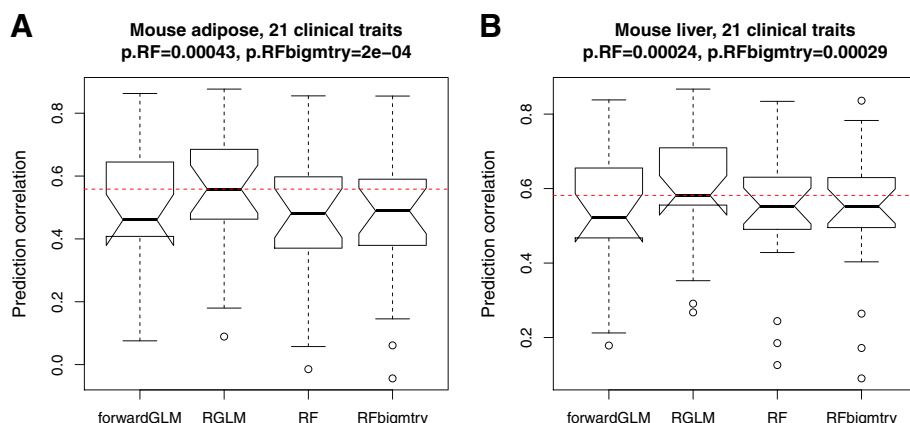 A
Mouse adipose, 21 clinical traits
p.RF=0.00043, p.RFbigmtry=2e−04
Prediction correlation
0.8
0.6
0.4
0.2
0.0
forwardGLM RGLM RF RFbigmtry
B
Mouse liver, 21 clinical traits
p.RF=0.00024, p.RFbigmtry=0.00029
Prediction correlation
0.8
0.6
0.4
0.2
forwardGLM RGLM RF RFbigmtry